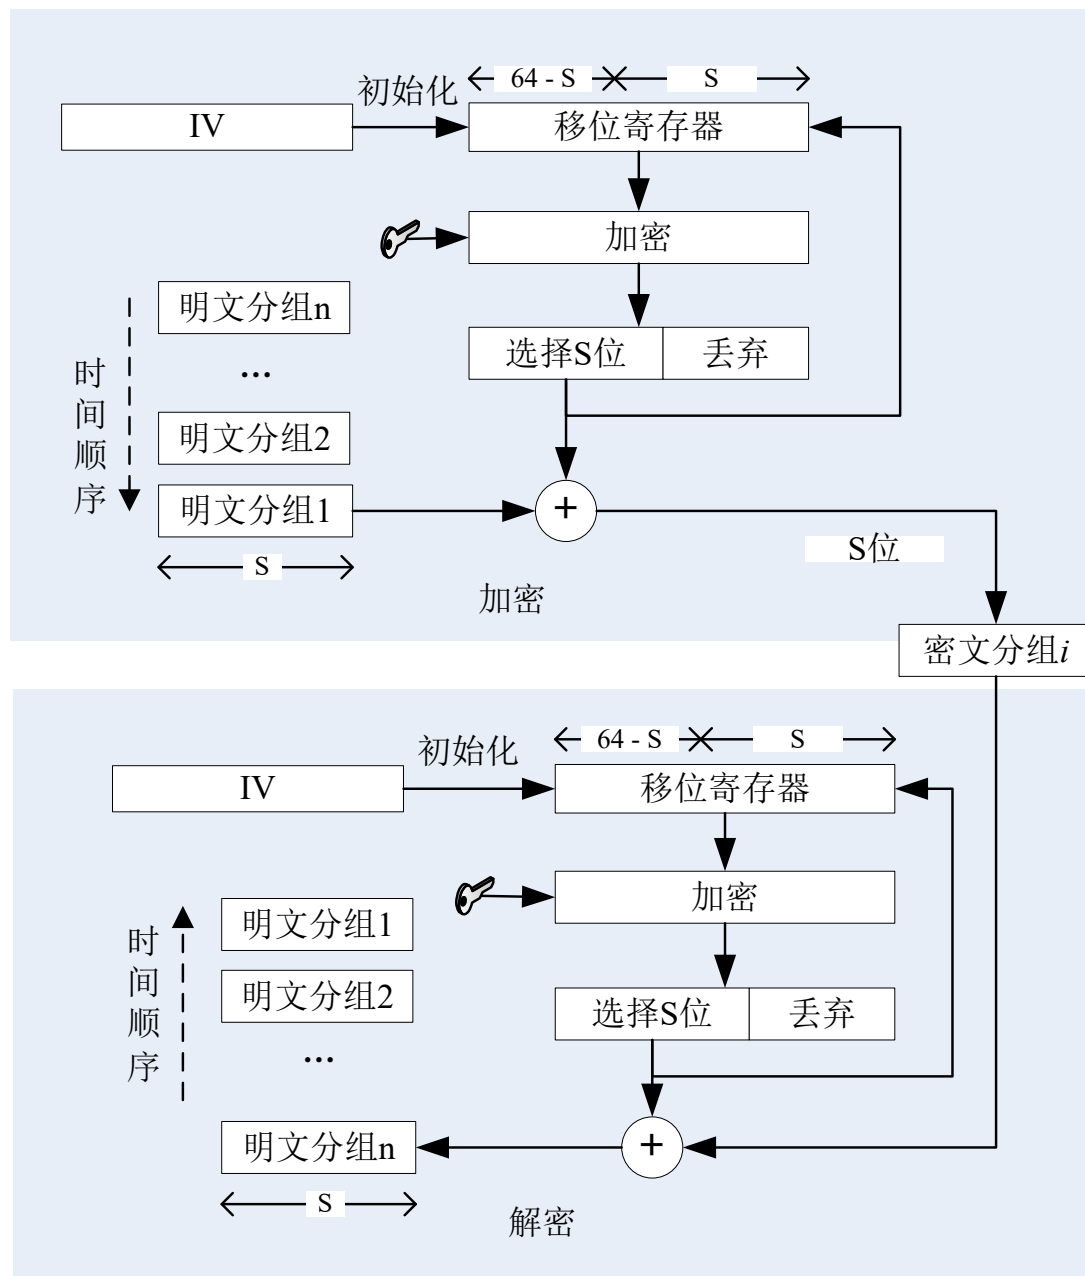 64 - S
S
初始化
IV
移位寄存器
加密
明文分组n
选择S位
丢弃
...
时间顺序
明文分组2
明文分组1
+
S位
S
加密
密文分组i
64 - S
S
初始化
IV
移位寄存器
加密
明文分组1
时间顺序
明文分组2
选择S位
丢弃
...
明文分组n
+
S
解密